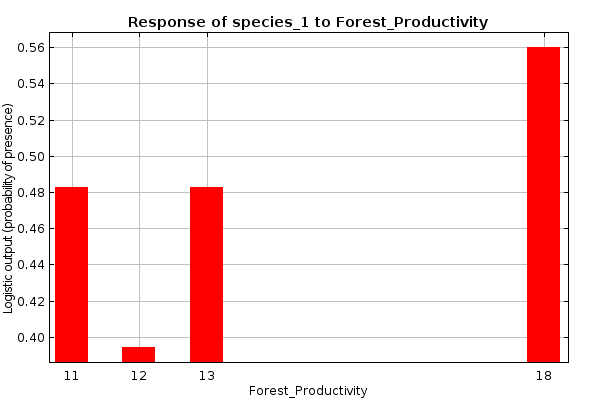 Response of species_1 to Forest_Productivity
Logistic output (probability of presence)
0.56
0.54
0.52
0.50
0.48
0.46
0.44
0.42
0.40
11 12 13 18
Forest_Productivity